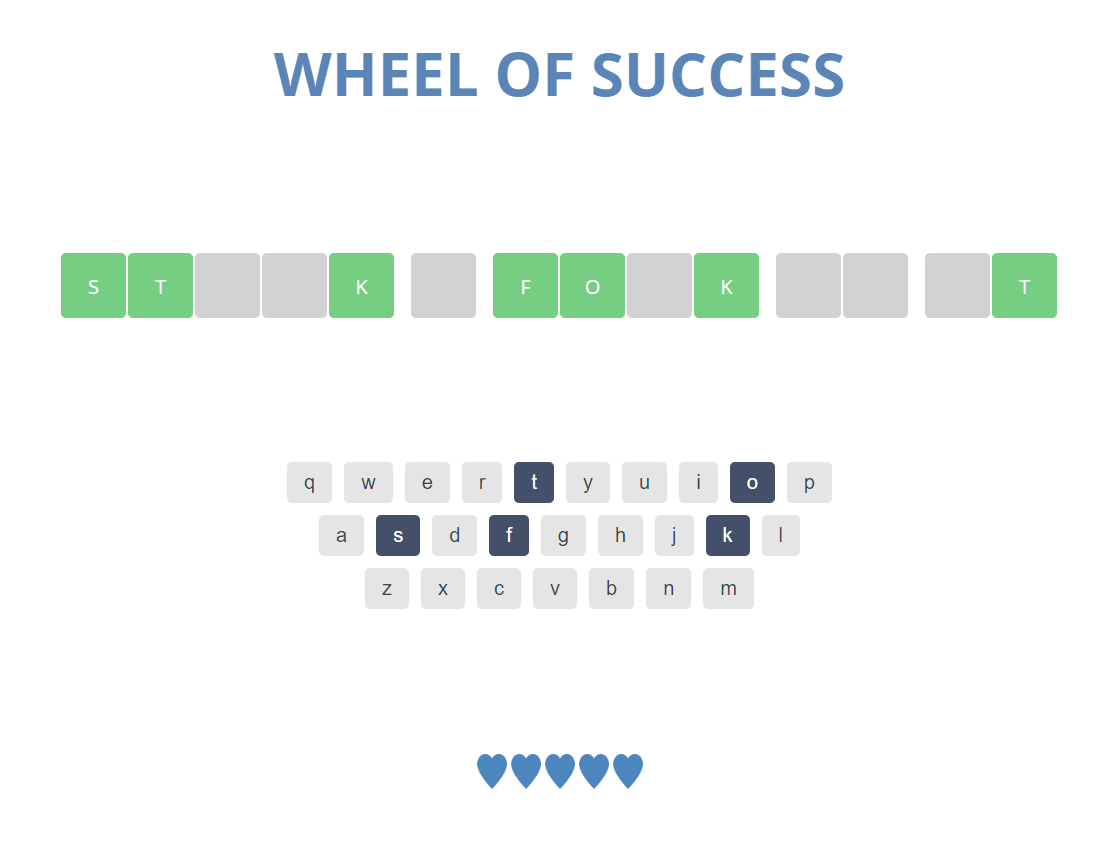 WHEEL OF SUCCESS
S T K F O K T
q w e r t y u i o p
a s d f g h j k l
z x c v b n m